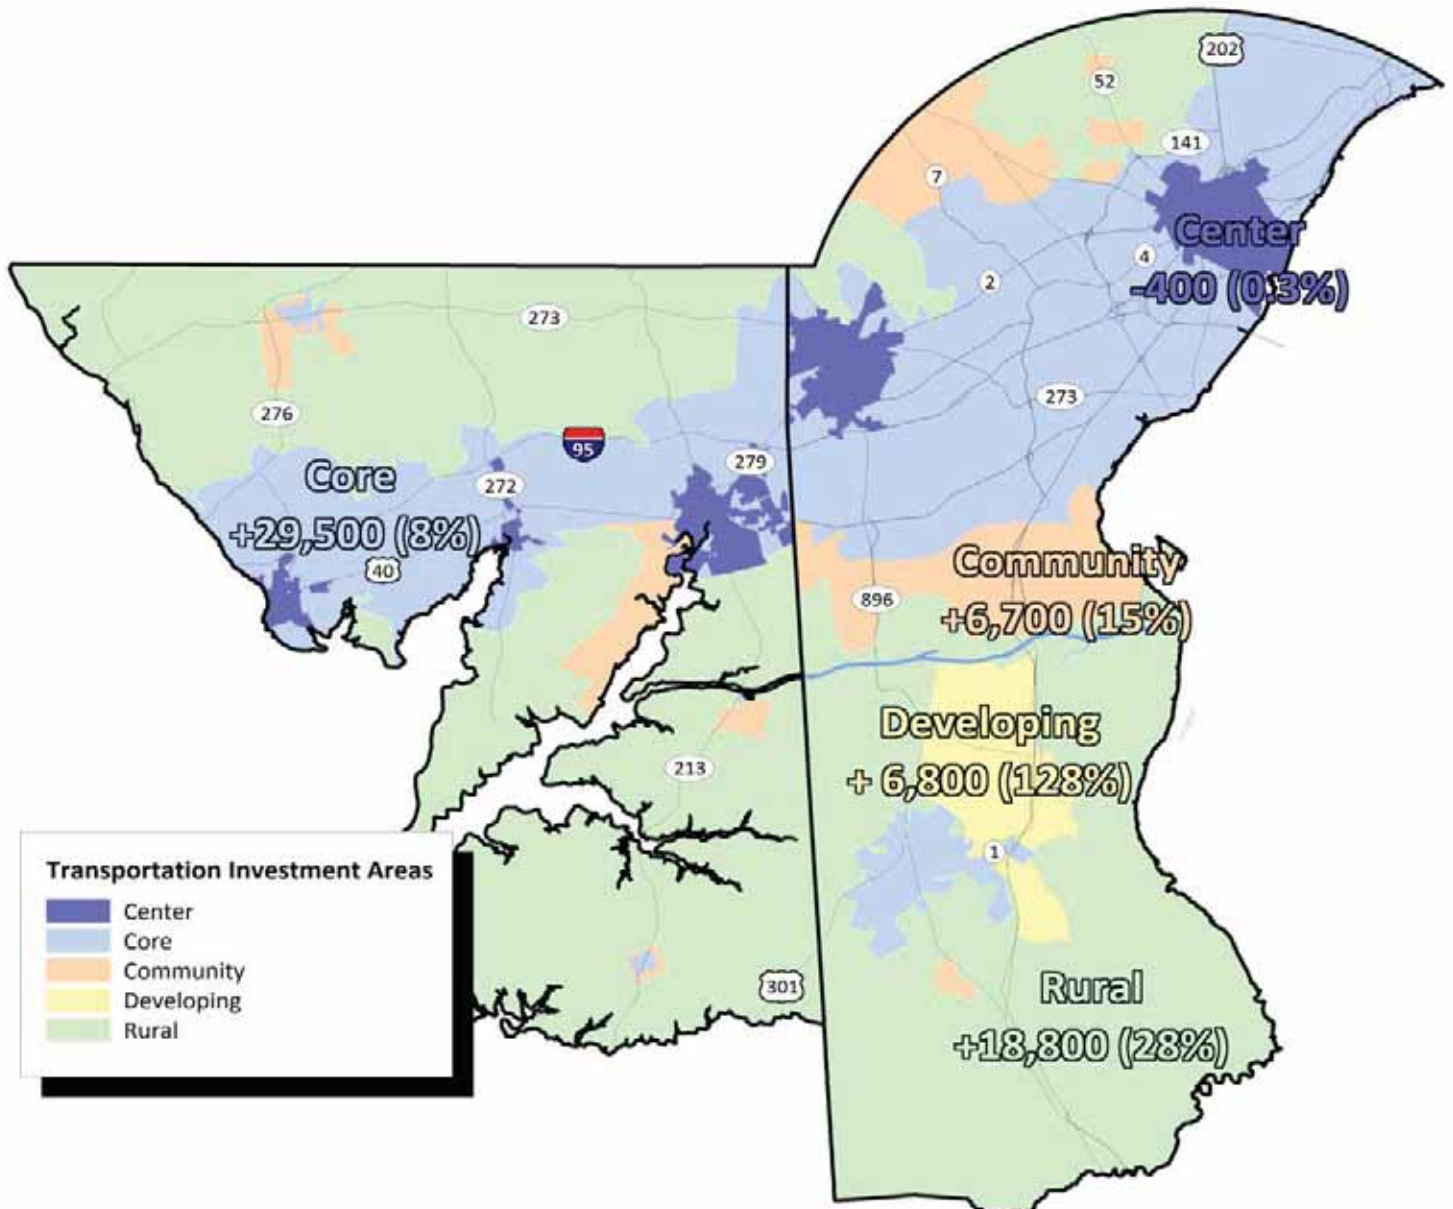 202
52
141
7
Center
4
2
-400 (0.3%)
273
273
276
95
279
Core
272
+29,500 (8%)
Community
40
896
+6,700 (15%)
Developing
213
+ 6,800 (128%)
1
Transportation Investment Areas
Center
Core
Community
Developing
Rural
301
Rural
+18,800 (28%)